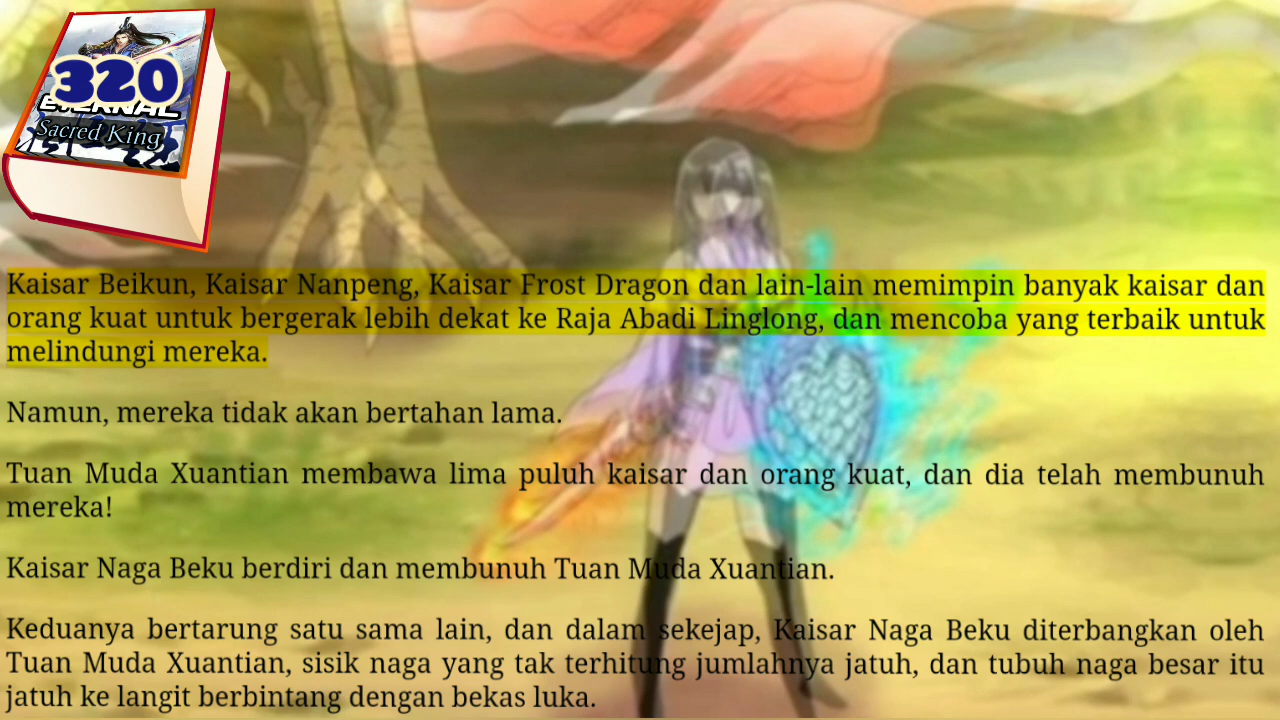 320
ETERNAL
Sacred King
Kaisar Beikun, Kaisar Nanpeng, Kaisar Frost Dragon dan lain-lain memimpin banyak kaisar dan
orang kuat untuk bergerak lebih dekat ke Raja Abadi Linglong, dan mencoba yang terbaik untuk
melindungi mereka.
Namun, mereka tidak akan bertahan lama.
Tuan Muda Xuantian membawa lima puluh kaisar dan orang kuat, dan dia telah membunuh
mereka!
Kaisar Naga Beku berdiri dan membunuh Tuan Muda Xuantian.
Keduanya bertarung satu sama lain, dan dalam sekejap, Kaisar Naga Beku diterbangkan oleh
Tuan Muda Xuantian, sisik naga yang tak terhitung jumlahnya jatuh, dan tubuh naga besar itu
jatuh ke langit berbintang dengan bekas luka.